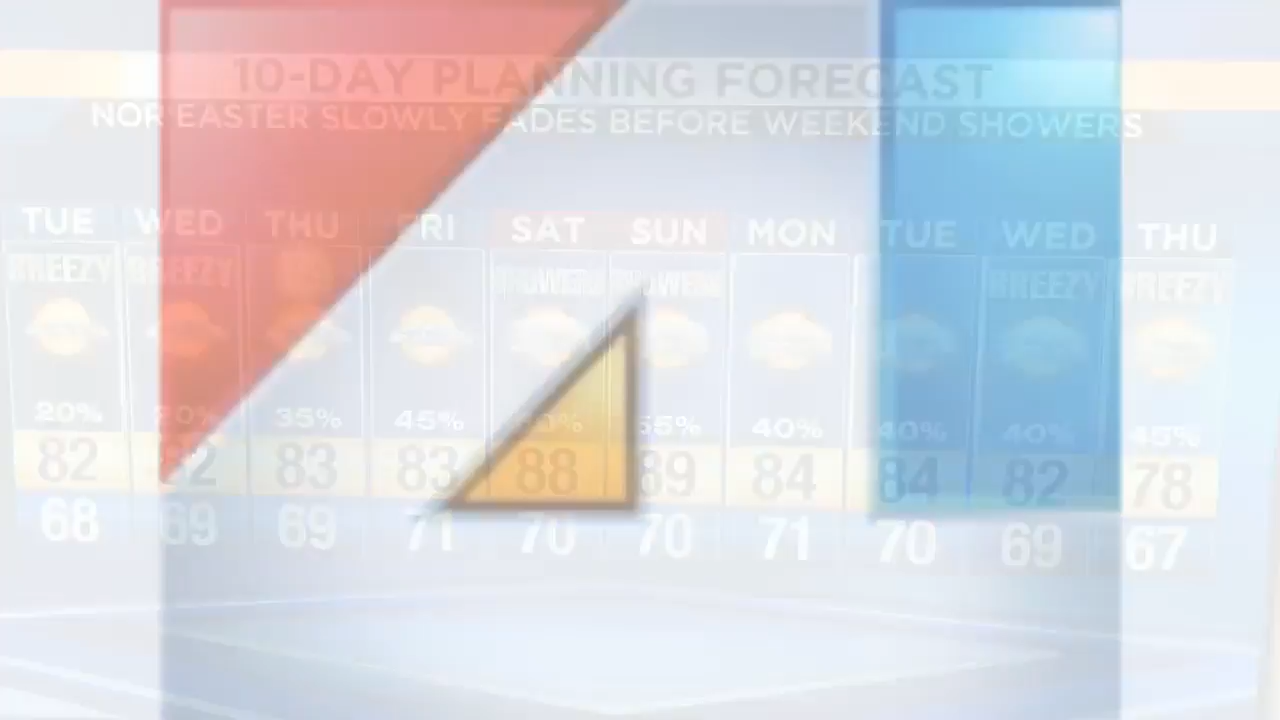 10-DAY PLANNING FORECAST
NOR'EASTER SLOWLY FADES BEFORE WEEKEND SHOWERS
TUE WED THU FRI SAT SUN MON TUE WED THU
BREEZY BREEZY SHOWERS SHOWERS BREEZY BREEZY
20% 35% 45% 55% 40% 40% 40% 45%
82 83 83 88 89 84 84 82 78
68 69 69 71 70 70 71 70 69 67